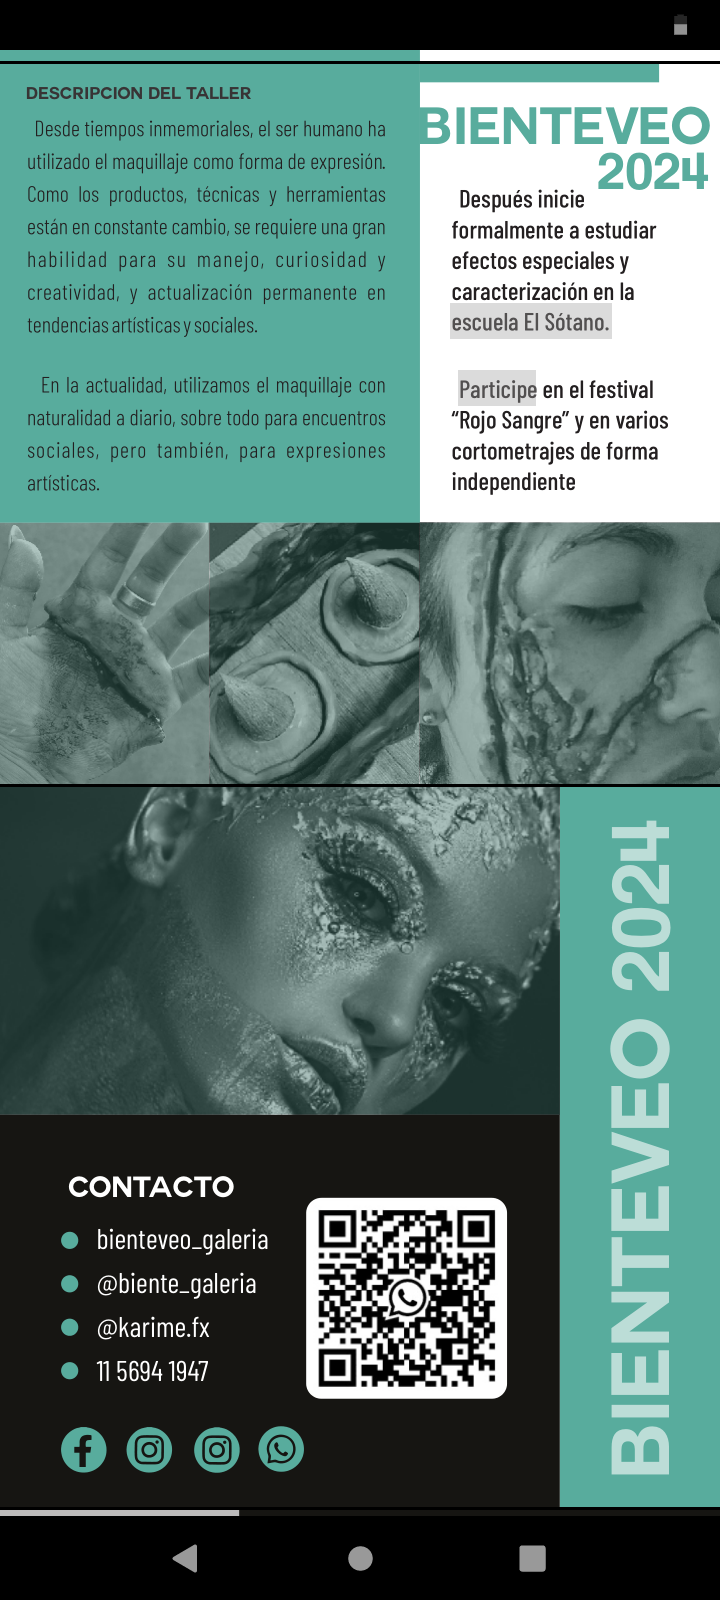 DESCRIPCION DEL TALLER
Desde tiempos inmemoriales, el ser humano ha
utilizado el maquillaje como forma de expresión.
Como los productos, técnicas y herramientas
están en constante cambio, se requiere una gran
habilidad para su manejo, curiosidad y
creatividad, y actualización permanente en
tendencias artísticas y sociales.
En la actualidad, utilizamos el maquillaje con
naturalidad a diario, sobre todo para encuentros
sociales, pero también, para expresiones
artísticas.
BIENTEVEO
2024
Después inicie
formalmente a estudiar
efectos especiales y
caracterización en la
escuela El Sótano.
Participe en el festival
“Rojo Sangre” y en varios
cortometrajes de forma
independiente
CONTACTO
bienteveo_galeria
@biente_galeria
@karime.fx
11 5694 1947
BIENTEVEO 2024